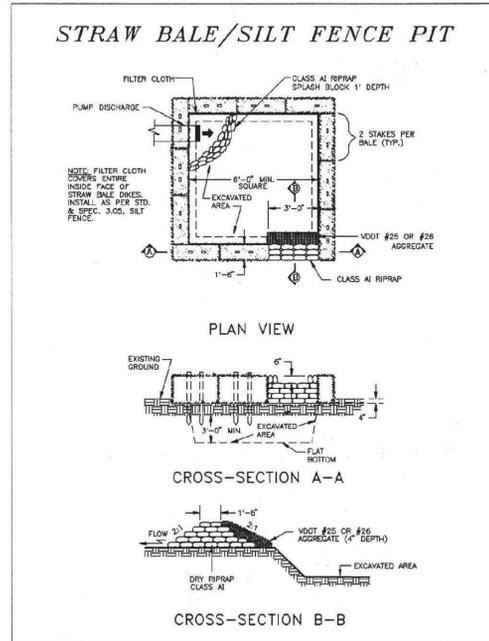 STRAW BALE/SILT FENCE PIT
FILTER CLOTH
CLASS AI RIPRAP
SPLASH BLOCK 1' DEPTH
PUMP DISCHARGE
2 STAKES PER
BALE (TYP.)
NOTE: FILTER CLOTH
COVERS ENTIRE
INSIDE FACE OF
STRAW BALE DIKES.
INSTALL AS PER STD.
& SPEC. 3.05, SILT
FENCE.
6'-0" MIN.
SQUARE
EXCAVATED
AREA
B
3'-0"
VDOT #25 OR #26
AGGREGATE
A
A
1'-6"
B
CLASS AI RIPRAP
PLAN VIEW
EXISTING
GROUND
6"
4"
3'-0" MIN.
EXCAVATED
AREA
FLAT
BOTTOM
CROSS-SECTION A-A
1'-6"
FLOW
2:1
2:1
VDOT #25 OR #26
AGGREGATE (4" DEPTH)
EXCAVATED AREA
DRY RIPRAP
CLASS AI
CROSS-SECTION B-B